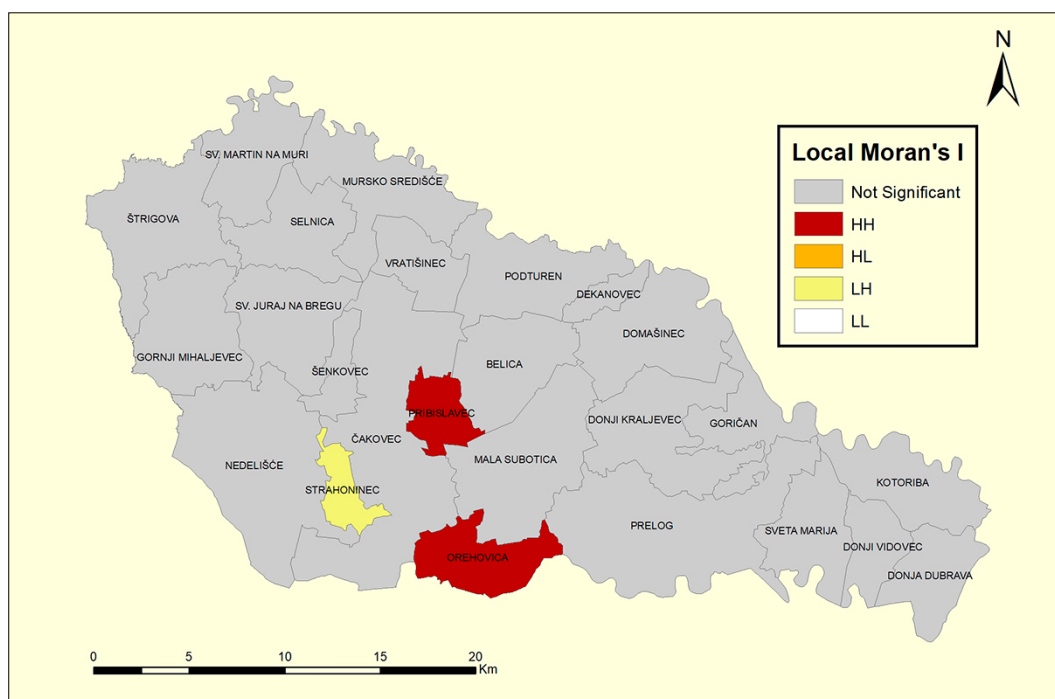 N
Local Moran's I
Not Significant
HH
HL
LH
LL
SV. MARTIN NA MURI
MURSKO SREDIŠĆE
ŠTRIGOVA
SELNICA
VRATIŠINEC
PODTUREN
DEKANOVEC
SV. JURAJ NA BREGU
DOMAŠINEC
GORNJI MIHALJEVEC
ŠENKOVEC
BELICA
PRIBISLAVEC
DONJI KRALJEVEC
GORIČAN
ČAKOVEC
NEDELIŠĆE
MALA SUBOTICA
STRAHONINEC
KOTORIBA
PRELOG
SVETA MARIJA
DONJI VIDOVEC
OREHOVICA
DONJA DUBRAVA
0 5 10 15 20
Km